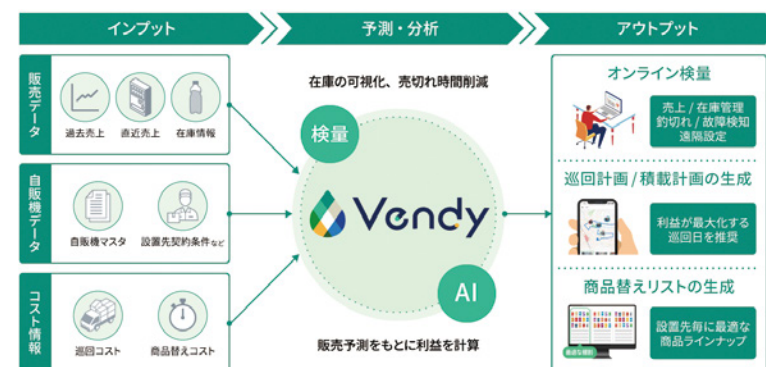 インプット
予測・分析
アウトプット
販売データ
過去売上
直近売上
在庫情報
自販機データ
自販機マスタ
設置先契約条件など
コスト情報
巡回コスト
商品替えコスト
在庫の可視化、売切れ時間削減
検量
Vendy
AI
販売予測をもとに利益を計算
オンライン検量
売上 / 在庫管理
釣切れ / 故障検知
遠隔設定
巡回計画 / 積載計画の生成
利益が最大化する
巡回日を推奨
商品替えリストの生成
設置先毎に最適な
商品ラインナップ